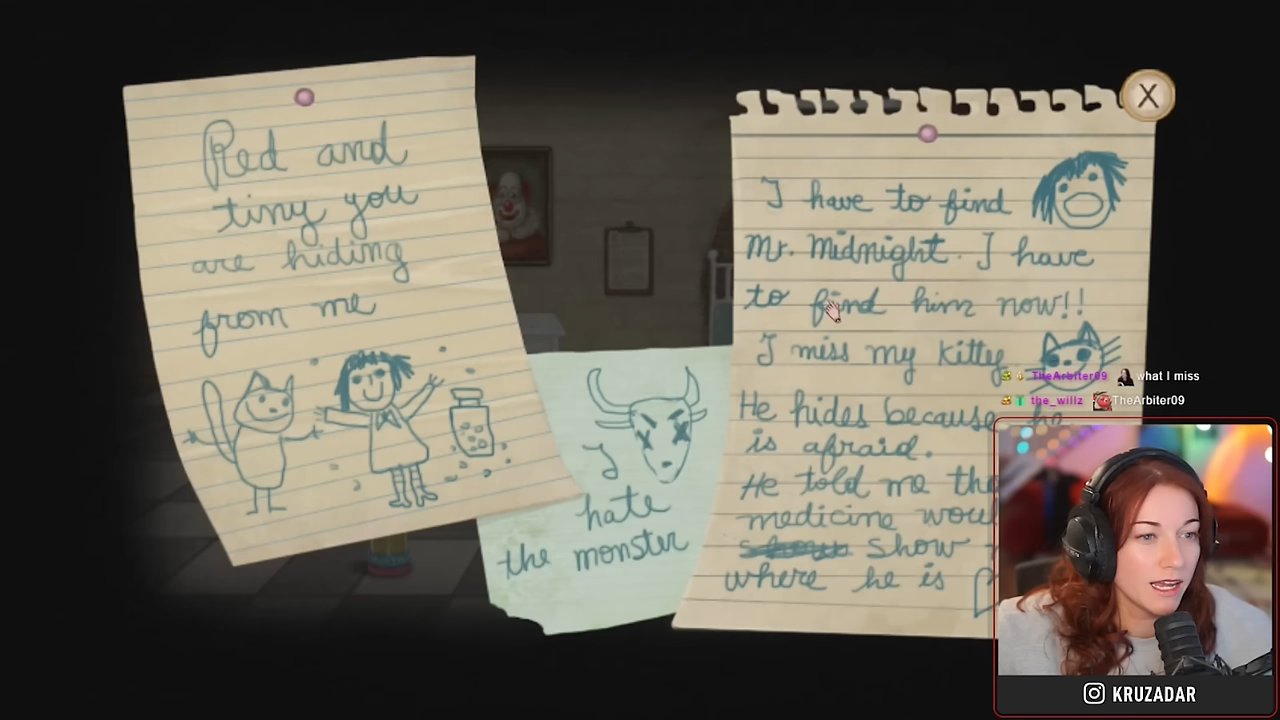 Red and
tiny you
are hiding
from me
I
hate
the monster
I have to find
Mr. Midnight. I have
to find him now!!
I miss my kitty
He hides because he
is afraid.
He told me the
medicine
show
where he is
X
TheArbiter09 what I miss
the_willz TheArbiter09
KRUZADAR